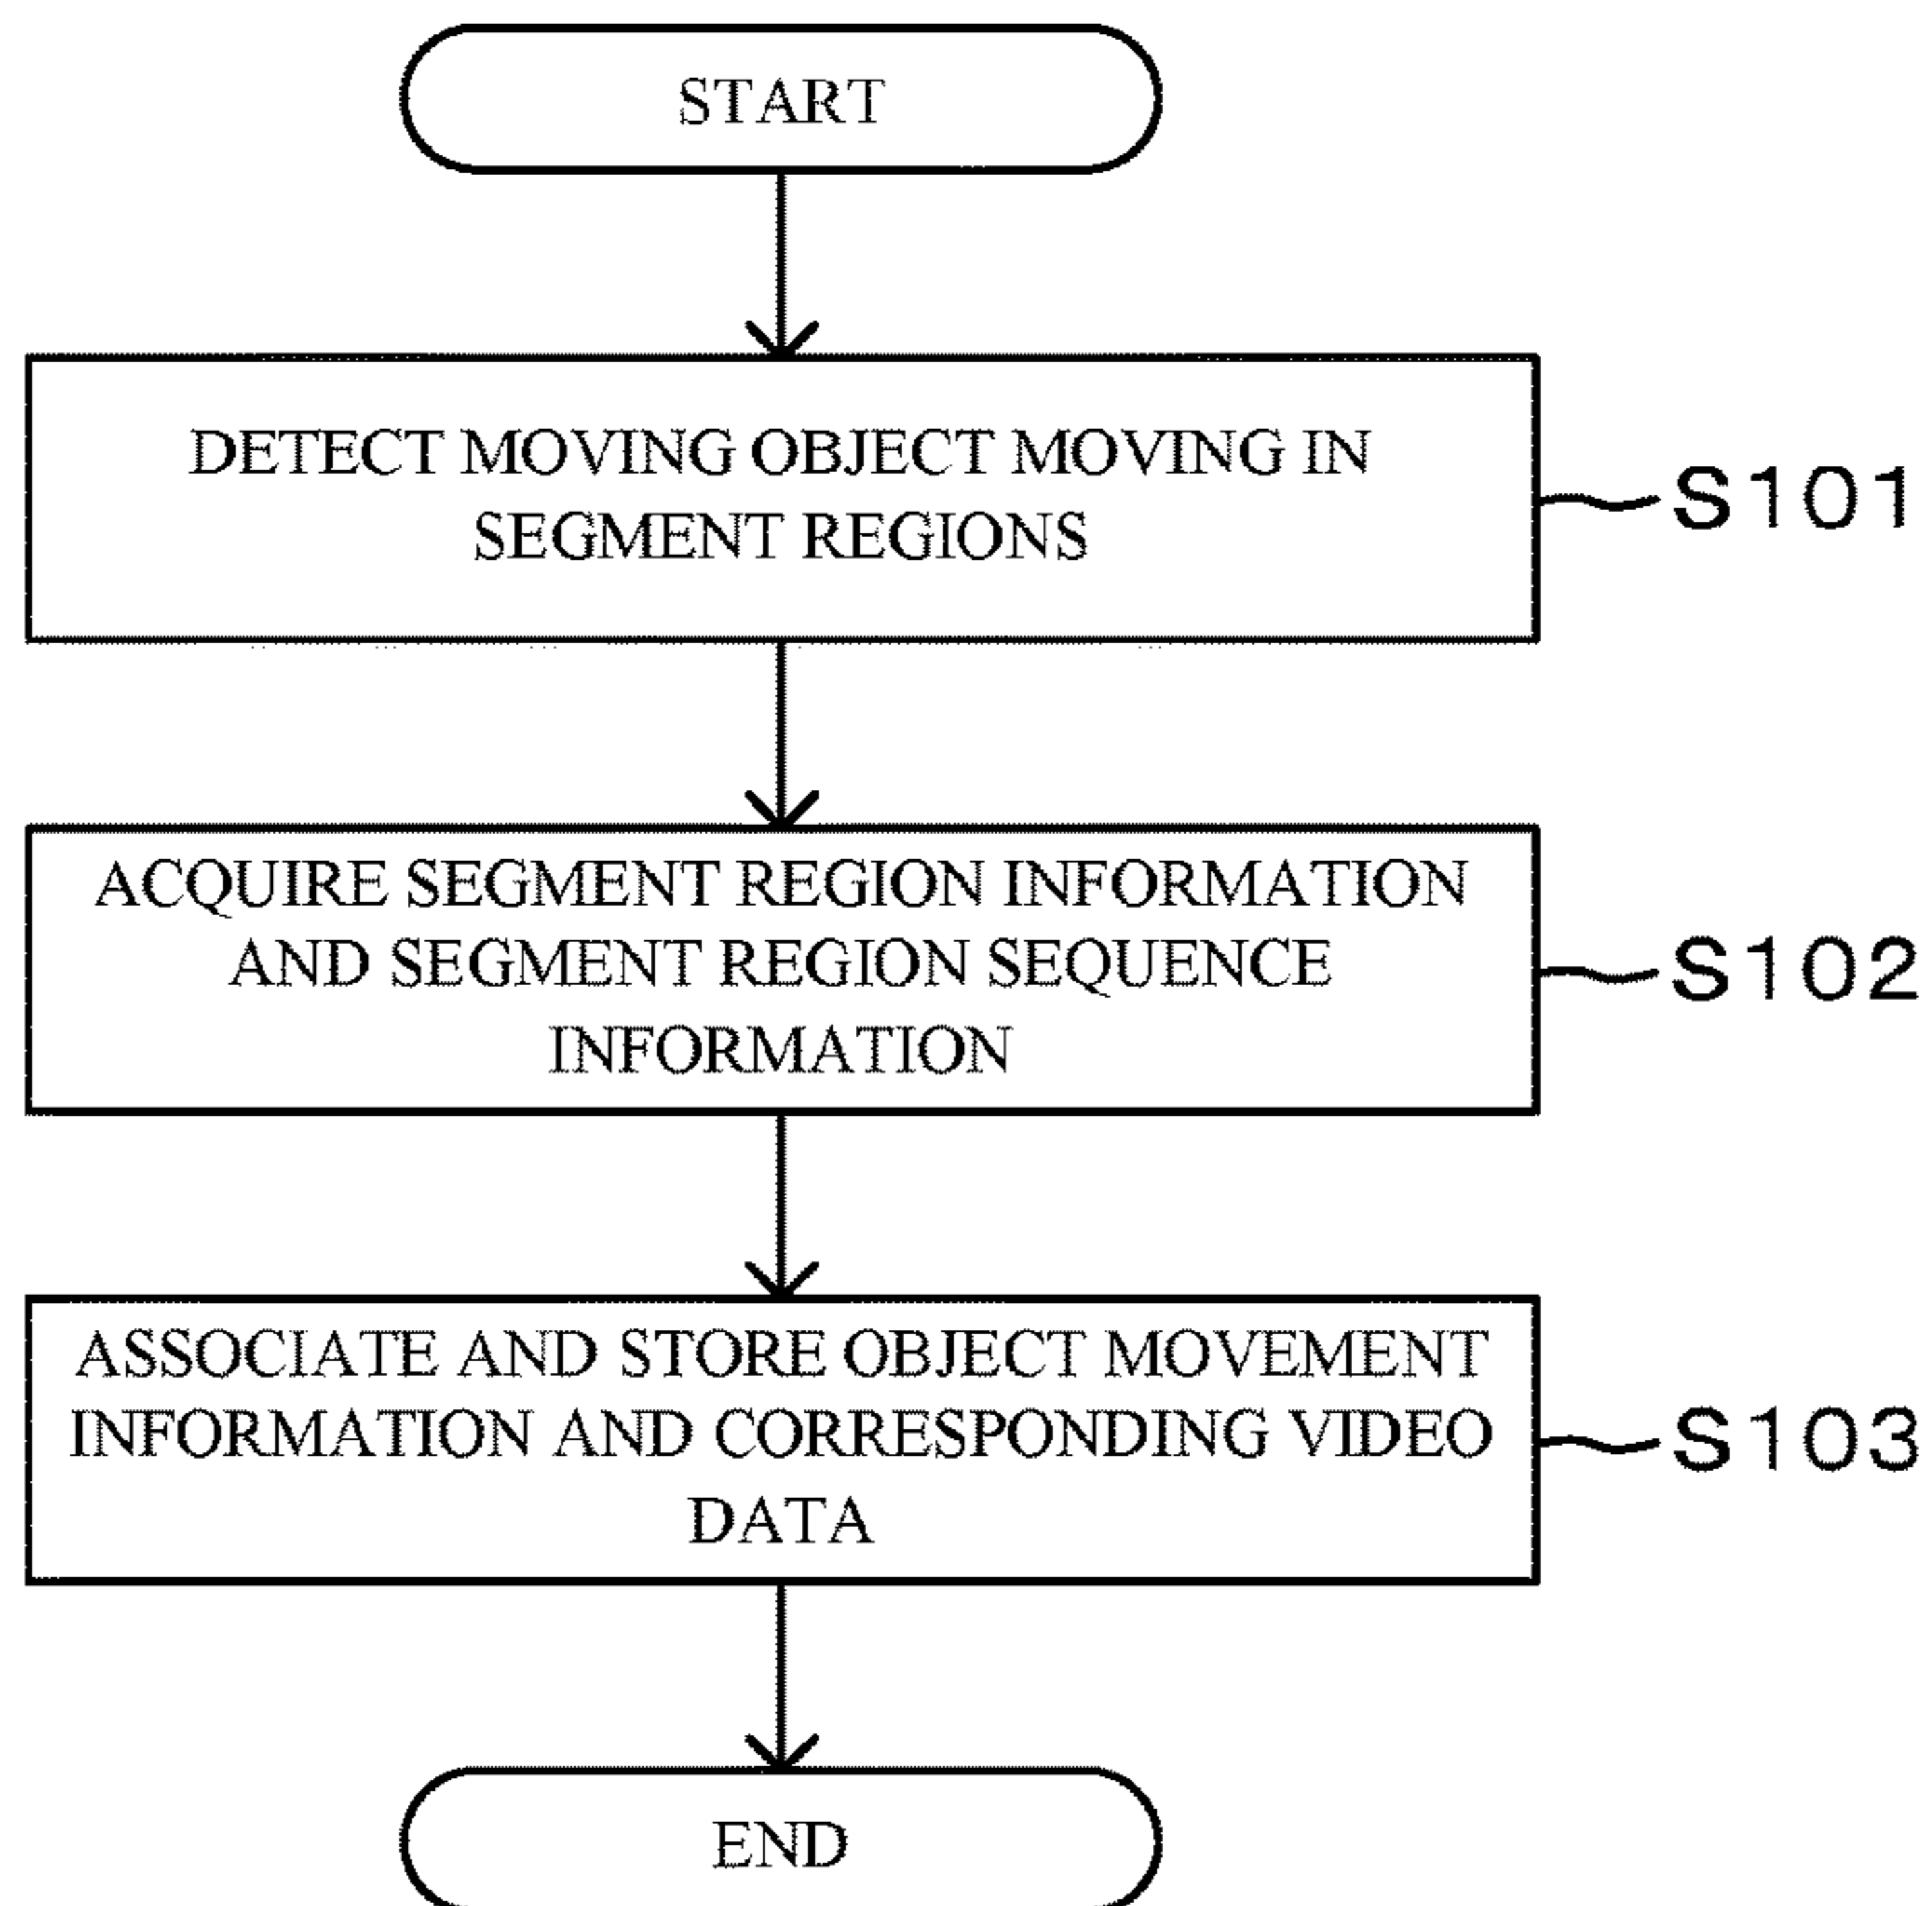 START
DETECT MOVING OBJECT MOVING IN
SEGMENT REGIONS
S101
ACQUIRE SEGMENT REGION INFORMATION
AND SEGMENT REGION SEQUENCE
INFORMATION
S102
ASSOCIATE AND STORE OBJECT MOVEMENT
INFORMATION AND CORRESPONDING VIDEO
DATA
S103
END